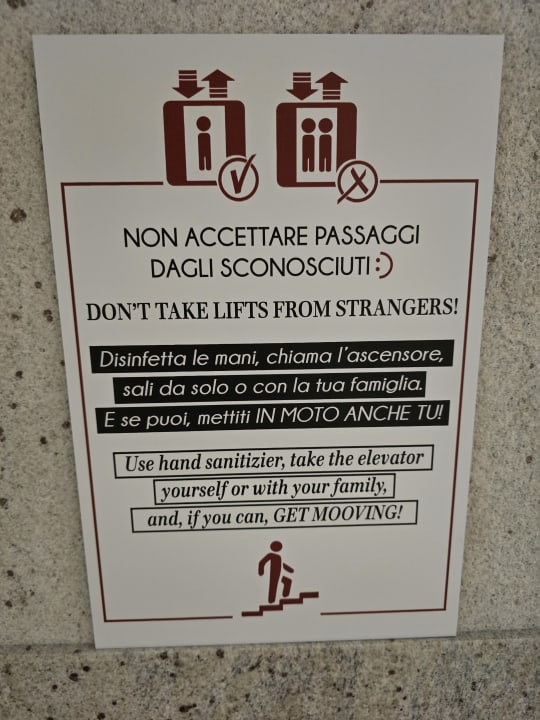 NON ACCETTARE PASSAGGI
DAGLI SCONOSCIUTI :)
DON'T TAKE LIFTS FROM STRANGERS!
Disinfetta le mani, chiama l'ascensore,
sali da solo o con la tua famiglia.
E se puoi, mettiti IN MOTO ANCHE TU!
Use hand sanitizier, take the elevator
yourself or with your family,
and, if you can, GET MOOVING!